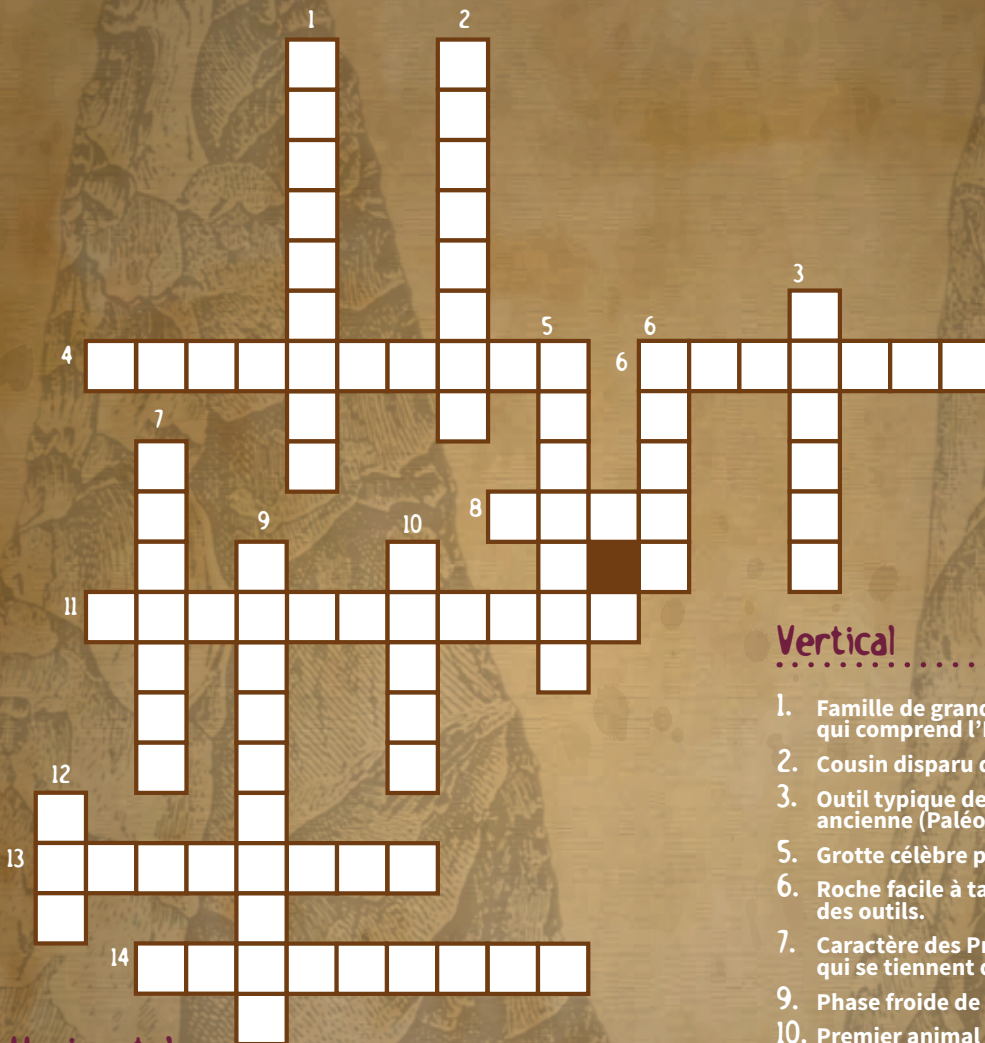 1
2
3
5
6
4
6
7
8
9
10
11
12
13
14
Vertical
1. Famille de grand
qui comprend l’
2. Cousin disparu
3. Outil typique de
ancienne (Paléo
5. Grotte célèbre p
6. Roche facile à ta
des outils.
7. Caractère des Pr
qui se tiennent
9. Phase froide de
10. Premier animal